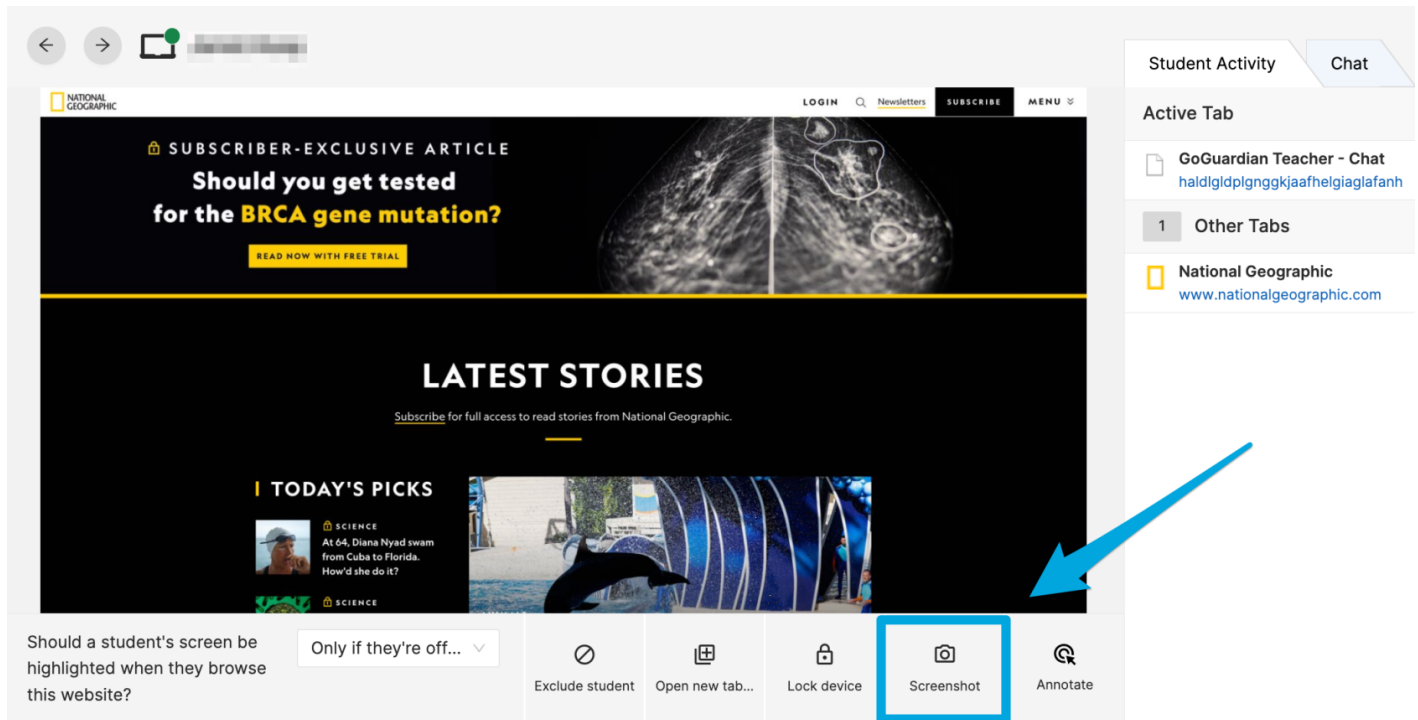 Student Activity
Chat
NATIONAL
GEOGRAPHIC
LOGIN
Newsletters
SUBSCRIBE
MENU
SUBSCRIBER-EXCLUSIVE ARTICLE
Should you get tested
for the BRCA gene mutation?
READ NOW WITH FREE TRIAL
LATEST STORIES
Subscribe for full access to read stories from National Geographic.
TODAY'S PICKS
SCIENCE
At 64, Diana Nyad swam
from Cuba to Florida.
How'd she do it?
SCIENCE
Active Tab
GoGuardian Teacher - Chat
haldlgldplgnggkjaafhelgiaglafanh
1 Other Tabs
National Geographic
www.nationalgeographic.com
Should a student's screen be
highlighted when they browse
this website?
Only if they're off...
Exclude student
Open new tab...
Lock device
Screenshot
Annotate